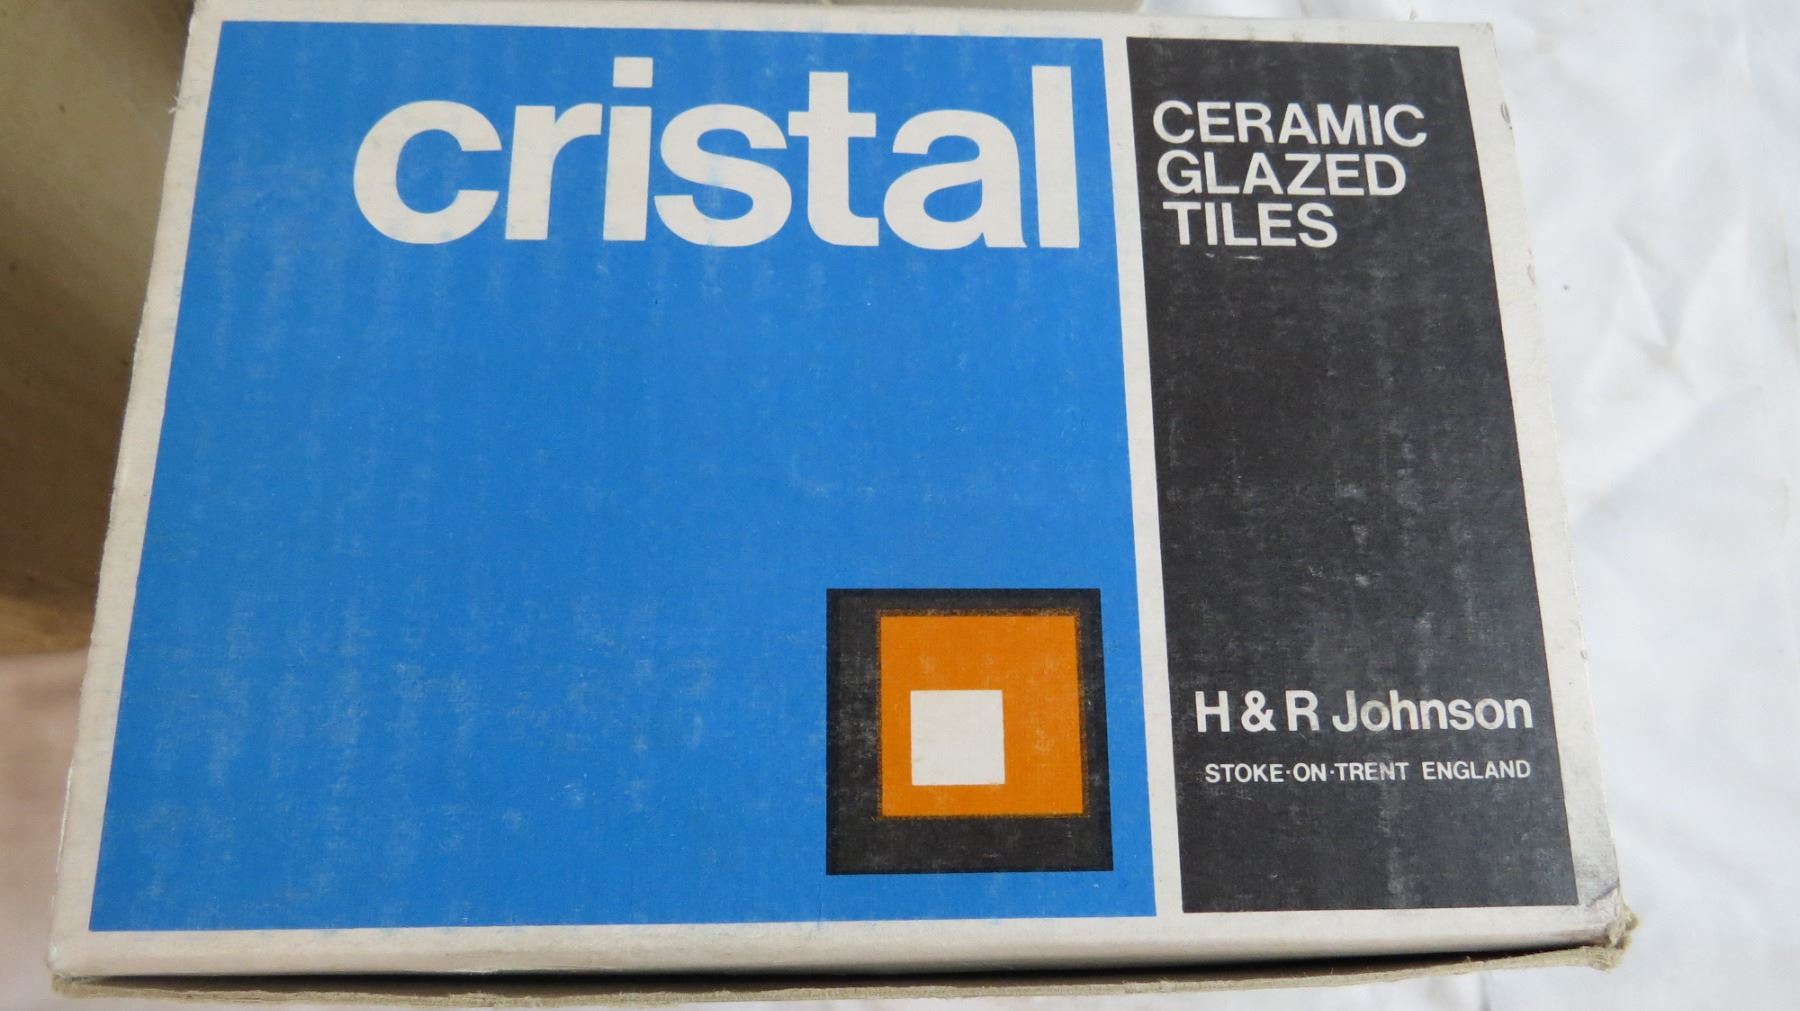 cristal
CERAMIC
GLAZED
TILES
H & R Johnson
STOKE·ON·TRENT ENGLAND